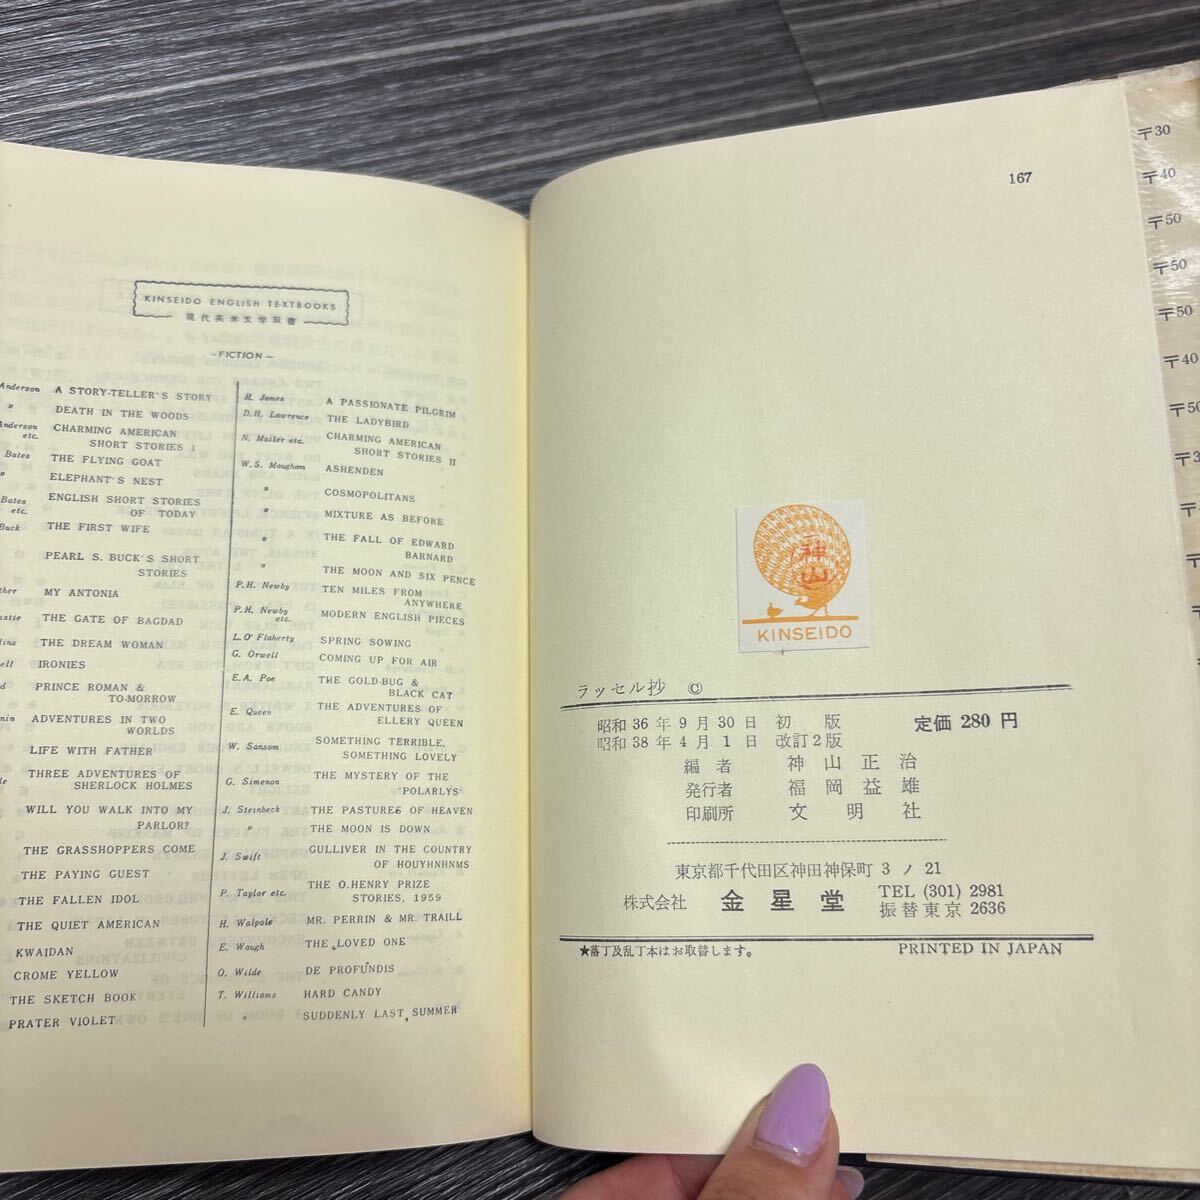 KINSEIDO ENGLISH TEXTBOOKS
現代英米文学双書
—FICTION—
Anderson A STORY-TELLER'S STORY
〃 DEATH IN THE WOODS
Anderson etc. CHARMING AMERICAN
SHORT STORIES I
Bates THE FLYING GOAT
〃 ELEPHANT'S NEST
Bates etc. ENGLISH SHORT STORIES
OF TODAY
Buck THE FIRST WIFE
PEARL S. BUCK'S SHORT
STORIES
ther MY ANTONIA
istie THE GATE OF BAGDAD
lins THE DREAM WOMAN
ell IRONIES
d PRINCE ROMAN &
TO-MORROW
nin ADVENTURES IN TWO
WORLDS
LIFE WITH FATHER
le THREE ADVENTURES OF
SHERLOCK HOLMES
WILL YOU WALK INTO MY
PARLOR?
THE GRASSHOPPERS COME
THE PAYING GUEST
THE FALLEN IDOL
THE QUIET AMERICAN
KWAIDAN
CROME YELLOW
THE SKETCH BOOK
PRATER VIOLET
H. James A PASSIONATE PILGRIM
D.H. Lawrence THE LADYBIRD
N. Mailer etc. CHARMING AMERICAN
SHORT STORIES II
W.S. Maugham ASHENDEN
〃 COSMOPOLITANS
〃 MIXTURE AS BEFORE
〃 THE FALL OF EDWARD
BARNARD
〃 THE MOON AND SIX PENCE
P.H. Newby TEN MILES FROM
ANYWHERE
P.H. Newby etc. MODERN ENGLISH PIECES
L.O'Flaherty SPRING SOWING
G. Orwell COMING UP FOR AIR
E.A. Poe THE GOLD-BUG &
BLACK CAT
E. Queen THE ADVENTURES OF
ELLERY QUEEN
W. Sansom SOMETHING TERRIBLE,
SOMETHING LOVELY
G. Simenon THE MYSTERY OF THE
'POLARLYS'
J. Steinbeck THE PASTURES OF HEAVEN
〃 THE MOON IS DOWN
J. Swift GULLIVER IN THE COUNTRY
OF HOUYHNHNMS
P. Taylor etc. THE O.HENRY PRIZE
STORIES, 1959
H. Walpole MR. PERRIN & MR. TRAILL
E. Waugh THE LOVED ONE
O. Wilde DE PROFUNDIS
T. Williams HARD CANDY
〃 SUDDENLY LAST SUMMER
167
神山
KINSEIDO
ラッセル抄 ©
昭和36年9月30日 初版 定価280円
昭和38年4月1日 改訂2版
編者 神山正治
発行者 福岡益雄
印刷所 文明社
東京都千代田区神田神保町3ノ21
株式会社 金星堂 TEL (301) 2981
振替東京 2636
★落丁及乱丁本はお取替します。 PRINTED IN JAPAN
〒30
〒40
〒50
〒50
〒50
〒40
〒50